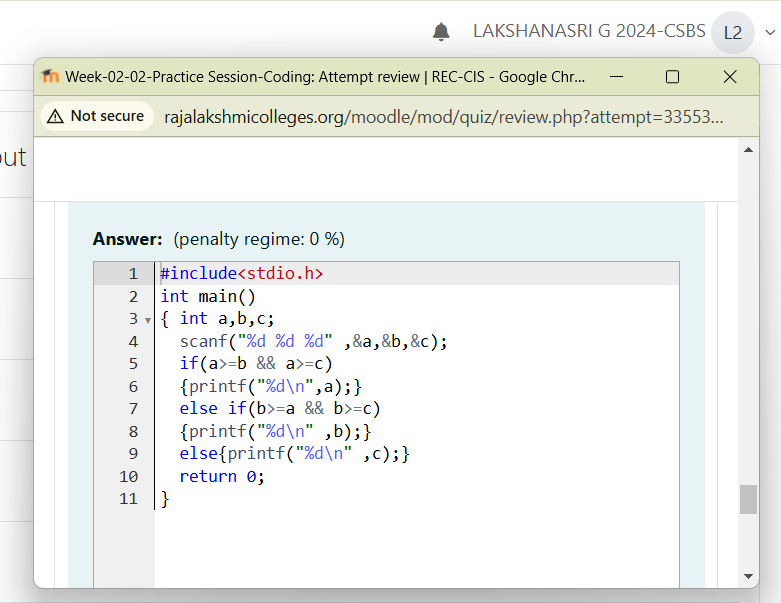 LAKSHANASRI G 2024-CSBS L2
Week-02-02-Practice Session-Coding: Attempt review | REC-CIS - Google Chr...
Not secure rajalakshmicolleges.org/moodle/mod/quiz/review.php?attempt=33553...
out
Answer: (penalty regime: 0 %)
1 #include<stdio.h>
2 int main()
3 { int a,b,c;
4 scanf("%d %d %d" ,&a,&b,&c);
5 if(a>=b && a>=c)
6 {printf("%d\n",a);}
7 else if(b>=a && b>=c)
8 {printf("%d\n" ,b);}
9 else{printf("%d\n" ,c);}
10 return 0;
11 }